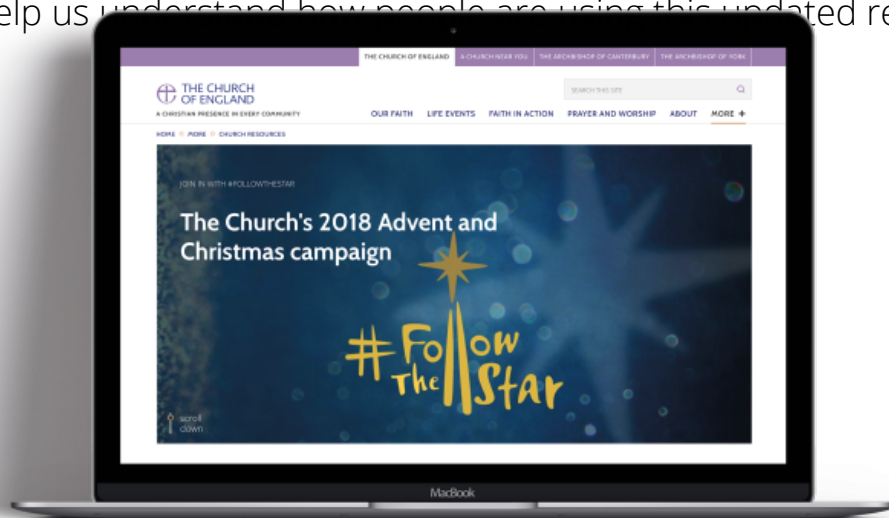 elp us understand how people are using this updated re
THE CHURCH OF ENGLAND A CHURCH NEAR YOU THE ARCHBISHOP OF CANTERBURY THE ARCHBISHOP OF YORK
THE CHURCH
OF ENGLAND
A CHRISTIAN PRESENCE IN EVERY COMMUNITY
SEARCH THIS SITE
OUR FAITH LIFE EVENTS FAITH IN ACTION PRAYER AND WORSHIP ABOUT MORE +
HOME MORE CHURCH RESOURCES
JOIN IN WITH #FOLLOWTHESTAR
The Church's 2018 Advent and
Christmas campaign
#Follow
The Star
scroll
down
MacBook